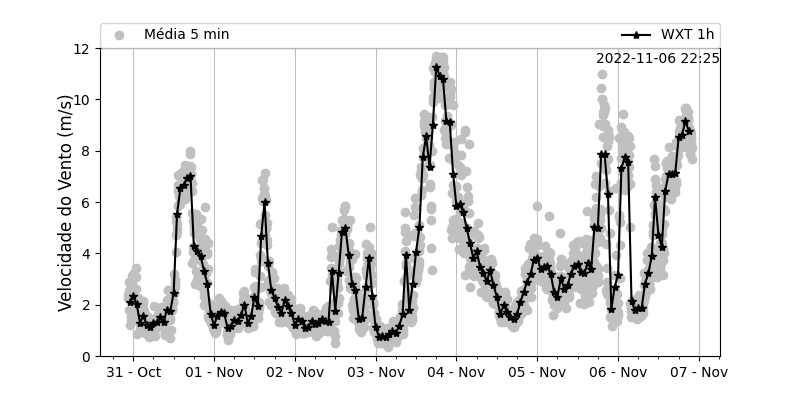 Média 5 min
WXT 1h
2022-11-06 22:25
Velocidade do Vento (m/s)
12
10
8
6
4
2
0
31 - Oct
01 - Nov
02 - Nov
03 - Nov
04 - Nov
05 - Nov
06 - Nov
07 - Nov